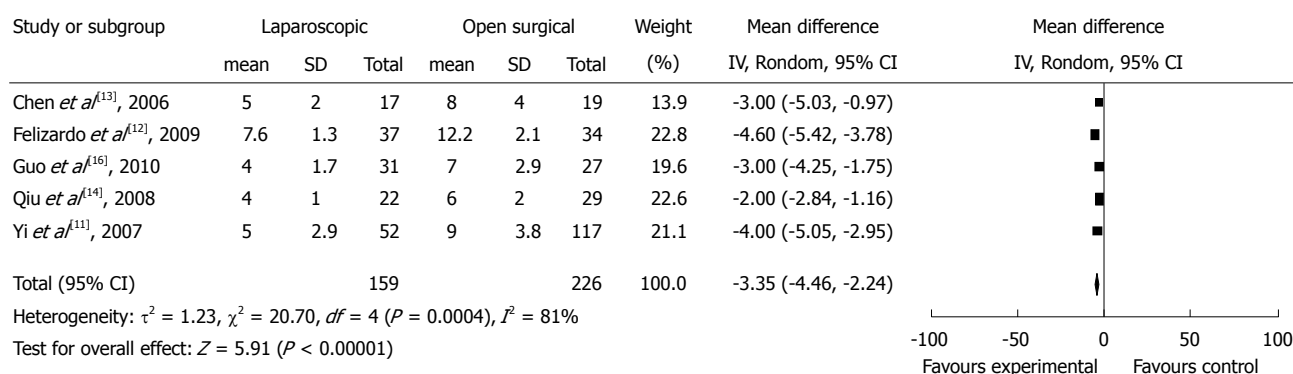 Study or subgroup Laparoscopic Open surgical Weight Mean difference Mean difference
mean SD Total mean SD Total (%) IV, Rondom, 95% CI IV, Rondom, 95% CI
Chen et al[13], 2006 5 2 17 8 4 19 13.9 -3.00 (-5.03, -0.97)
Felizardo et al[12], 2009 7.6 1.3 37 12.2 2.1 34 22.8 -4.60 (-5.42, -3.78)
Guo et al[16], 2010 4 1.7 31 7 2.9 27 19.6 -3.00 (-4.25, -1.75)
Qiu et al[14], 2008 4 1 22 6 2 29 22.6 -2.00 (-2.84, -1.16)
Yi et al[11], 2007 5 2.9 52 9 3.8 117 21.1 -4.00 (-5.05, -2.95)
Total (95% CI) 159 226 100.0 -3.35 (-4.46, -2.24)
Heterogeneity: τ² = 1.23, χ² = 20.70, df = 4 (P = 0.0004), I² = 81%
Test for overall effect: Z = 5.91 (P < 0.00001)
-100 -50 0 50 100
Favours experimental Favours control